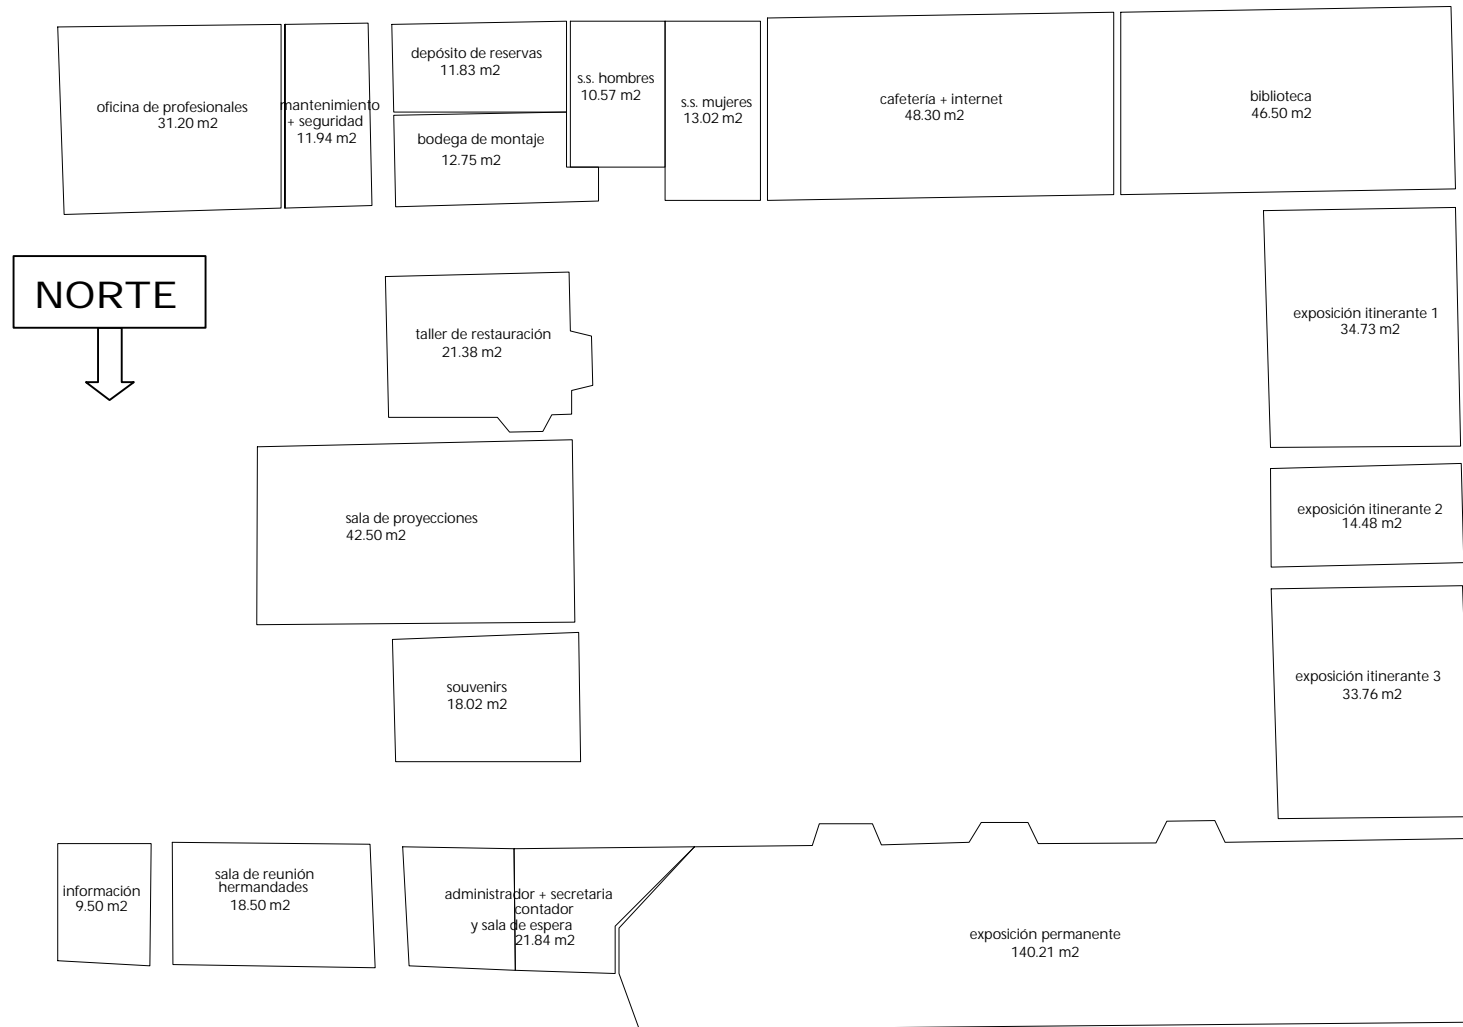 oficina de profesionales
31.20 m2
mantenimiento
+ seguridad
11.94 m2
depósito de reservas
11.83 m2
bodega de montaje
12.75 m2
s.s. hombres
10.57 m2
s.s. mujeres
13.02 m2
cafetería + internet
48.30 m2
biblioteca
46.50 m2
NORTE
taller de restauración
21.38 m2
exposición itinerante 1
34.73 m2
sala de proyecciones
42.50 m2
exposición itinerante 2
14.48 m2
souvenirs
18.02 m2
exposición itinerante 3
33.76 m2
información
9.50 m2
sala de reunión
hermandades
18.50 m2
administrador + secretaria
contador
y sala de espera
21.84 m2
exposición permanente
140.21 m2